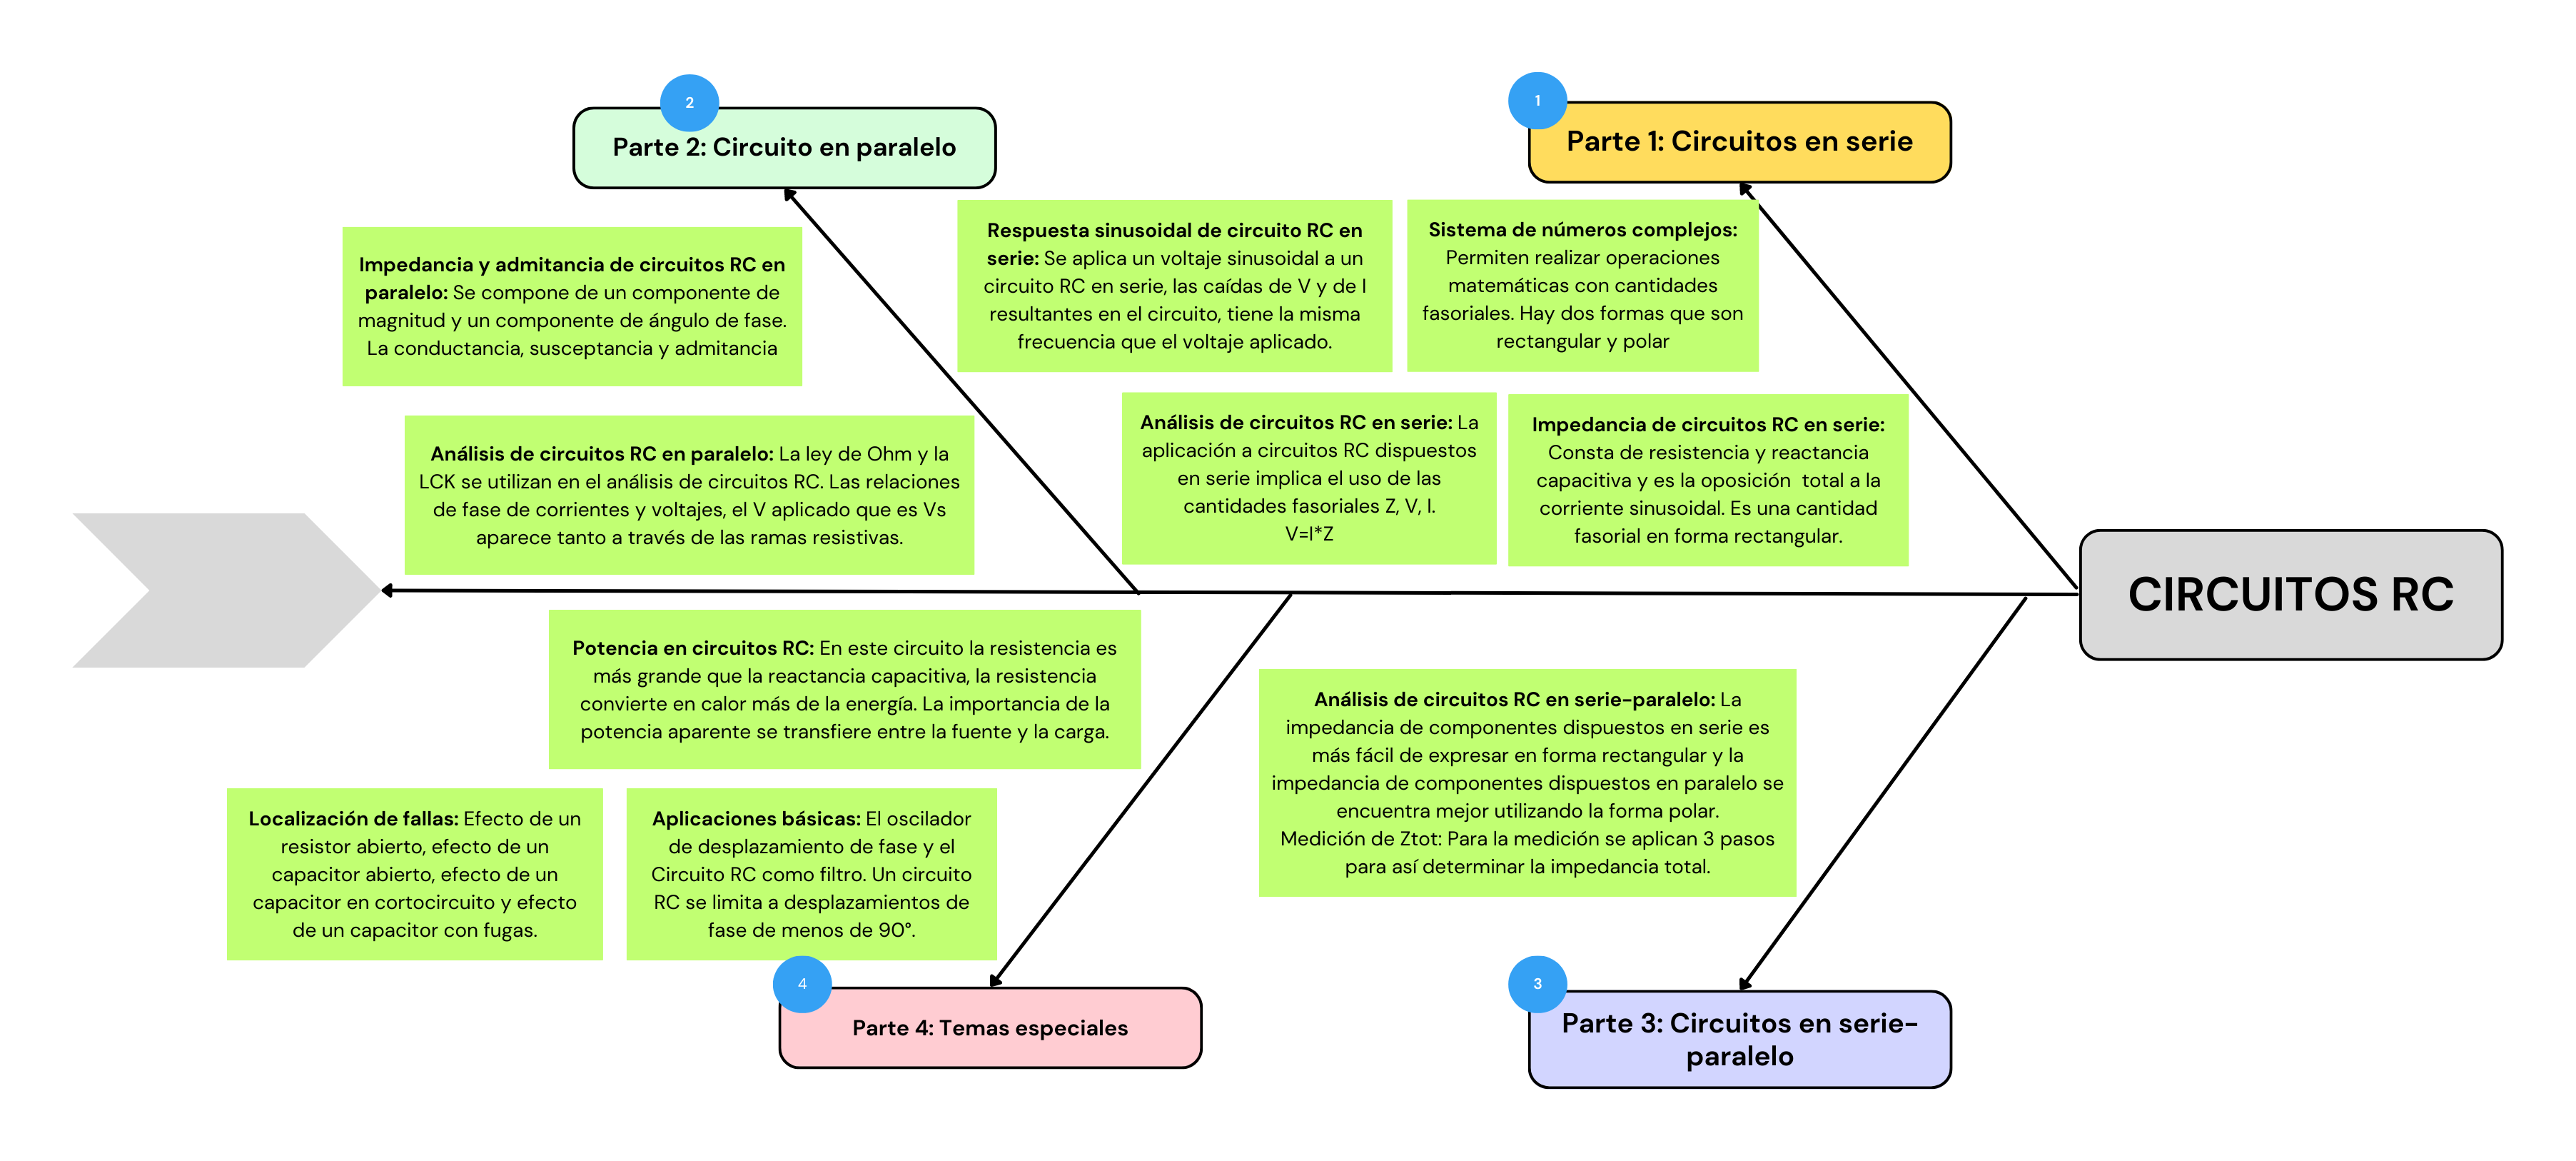 2
Parte 2: Circuito en paralelo
1
Parte 1: Circuitos en serie
Impedancia y admitancia de circuitos RC en
paralelo: Se compone de un componente de
magnitud y un componente de ángulo de fase.
La conductancia, susceptancia y admitancia
Respuesta sinusoidal de circuito RC en
serie: Se aplica un voltaje sinusoidal a un
circuito RC en serie, las caídas de V y de I
resultantes en el circuito, tiene la misma
frecuencia que el voltaje aplicado.
Sistema de números complejos:
Permiten realizar operaciones
matemáticas con cantidades
fasoriales. Hay dos formas que son
rectangular y polar
Análisis de circuitos RC en paralelo: La ley de Ohm y la
LCK se utilizan en el análisis de circuitos RC. Las relaciones
de fase de corrientes y voltajes, el V aplicado que es Vs
aparece tanto a través de las ramas resistivas.
Análisis de circuitos RC en serie: La
aplicación a circuitos RC dispuestos
en serie implica el uso de las
cantidades fasoriales Z, V, I.
V=I*Z
Impedancia de circuitos RC en serie:
Consta de resistencia y reactancia
capacitiva y es la oposición  total a la
corriente sinusoidal. Es una cantidad
fasorial en forma rectangular.
CIRCUITOS RC
Potencia en circuitos RC: En este circuito la resistencia es
más grande que la reactancia capacitiva, la resistencia
convierte en calor más de la energía. La importancia de la
potencia aparente se transfiere entre la fuente y la carga.
Análisis de circuitos RC en serie-paralelo: La
impedancia de componentes dispuestos en serie es
más fácil de expresar en forma rectangular y la
impedancia de componentes dispuestos en paralelo se
encuentra mejor utilizando la forma polar.
Medición de Ztot: Para la medición se aplican 3 pasos
para así determinar la impedancia total.
Localización de fallas: Efecto de un
resistor abierto, efecto de un
capacitor abierto, efecto de un
capacitor en cortocircuito y efecto
de un capacitor con fugas.
Aplicaciones básicas: El oscilador
de desplazamiento de fase y el
Circuito RC como filtro. Un circuito
RC se limita a desplazamientos de
fase de menos de 90°.
4
Parte 4: Temas especiales
3
Parte 3: Circuitos en serie-
paralelo